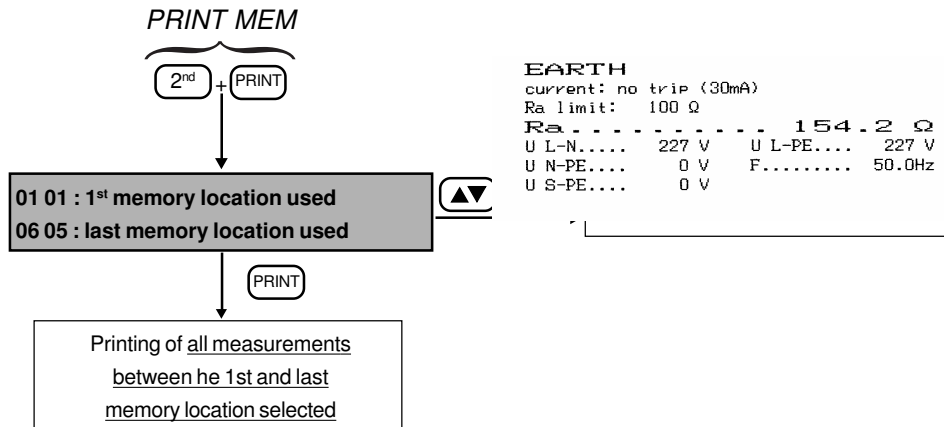 PRINT MEM
2nd + PRINT
01 01 : 1st memory location used
06 05 : last memory location used
▲▼
PRINT
Printing of all measurements
between he 1st and last
memory location selected
EARTH
current: no trip (30mA)
Ra limit: 100 Ω
Ra.......... 154.2 Ω
U L-N..... 227 V U L-PE.... 227 V
U N-PE.... 0 V F......... 50.0Hz
U S-PE.... 0 V